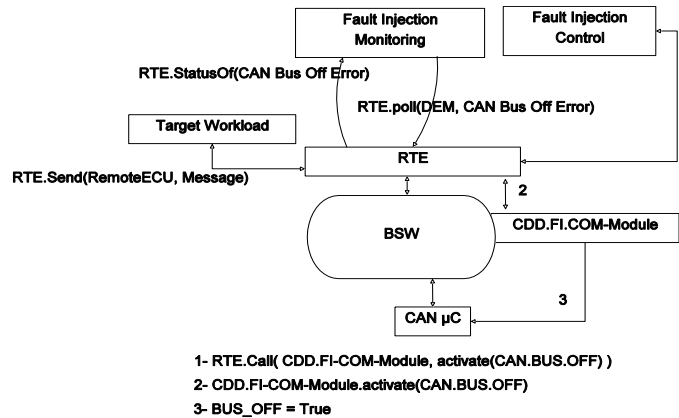 Fault Injection
Monitoring
Fault Injection
Control
RTE.StatusOf(CAN Bus Off Error)
RTE.poll(DEM, CAN Bus Off Error)
Target Workload
RTE
RTE.Send(RemoteECU, Message)
2
BSW
CDD.FI.COM-Module
3
CAN µC
1- RTE.Call( CDD.FI-COM-Module, activate(CAN.BUS.OFF) )
2- CDD.FI-COM-Module.activate(CAN.BUS.OFF)
3- BUS_OFF = True